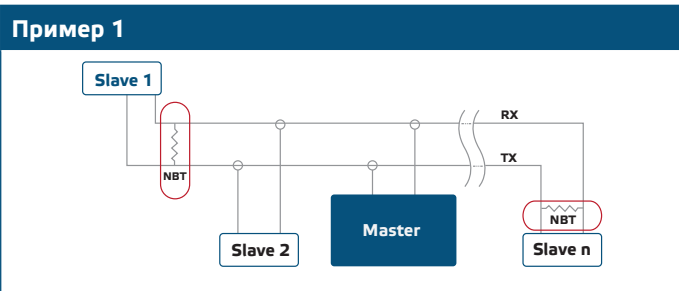 Пример 1
Slave 1
RX
TX
NBT
NBT
Master
Slave 2
Slave n